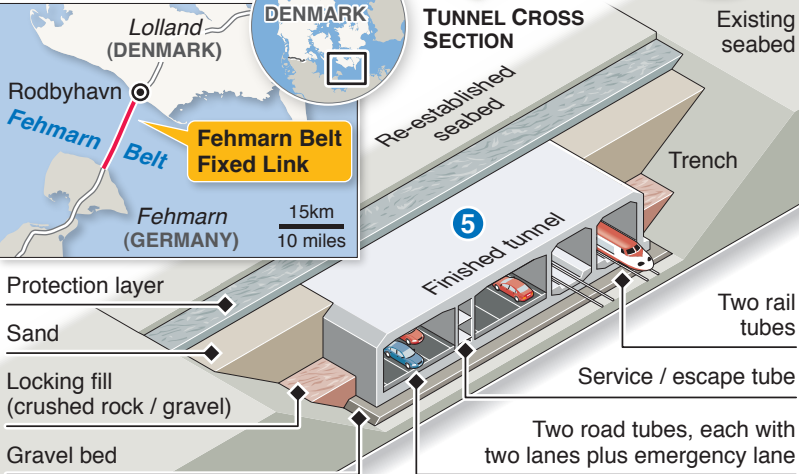 Lolland
(DENMARK)
DENMARK
Rodbyhavn
Fehmarn Belt
Fehmarn Belt
Fixed Link
Fehmarn
(GERMANY)
15km
10 miles
TUNNEL CROSS
SECTION
Existing
seabed
Re-established
seabed
Trench
5
Finished tunnel
Protection layer
Sand
Locking fill
(crushed rock / gravel)
Gravel bed
Two rail
tubes
Service / escape tube
Two road tubes, each with
two lanes plus emergency lane